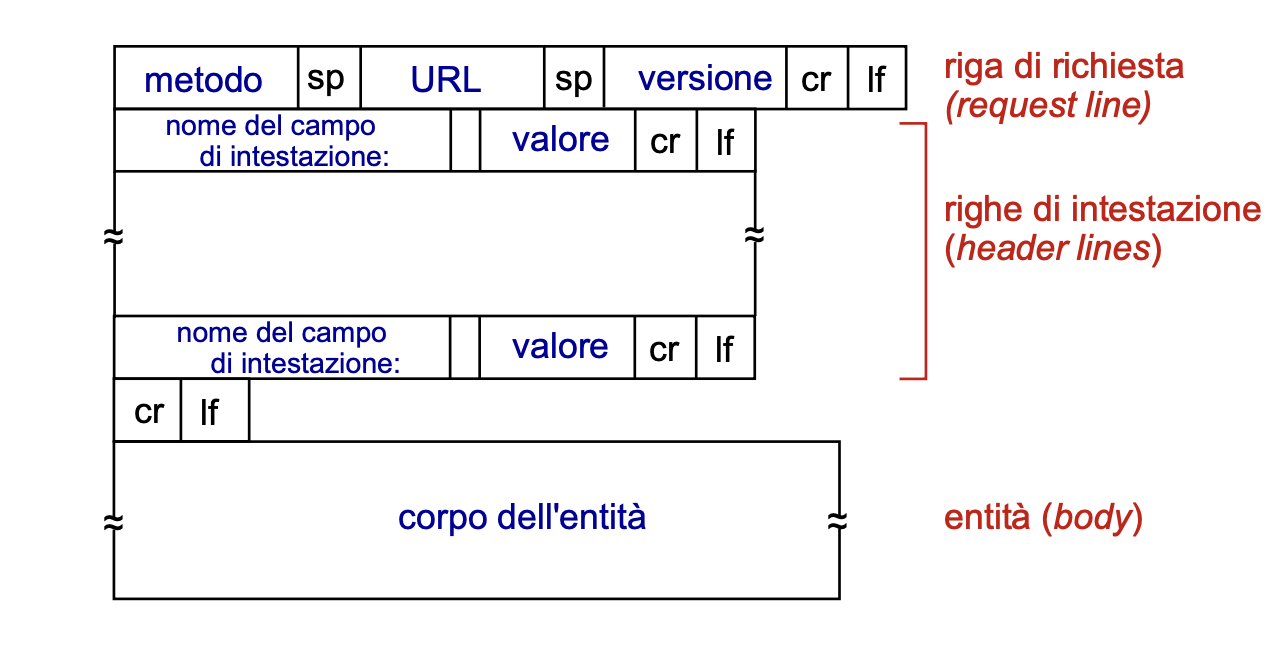 metodo sp URL sp versione cr lf riga di richiesta
(request line)
nome del campo
di intestazione: valore cr lf
righe di intestazione
(header lines)
nome del campo
di intestazione: valore cr lf
cr lf
corpo dell'entità entità (body)